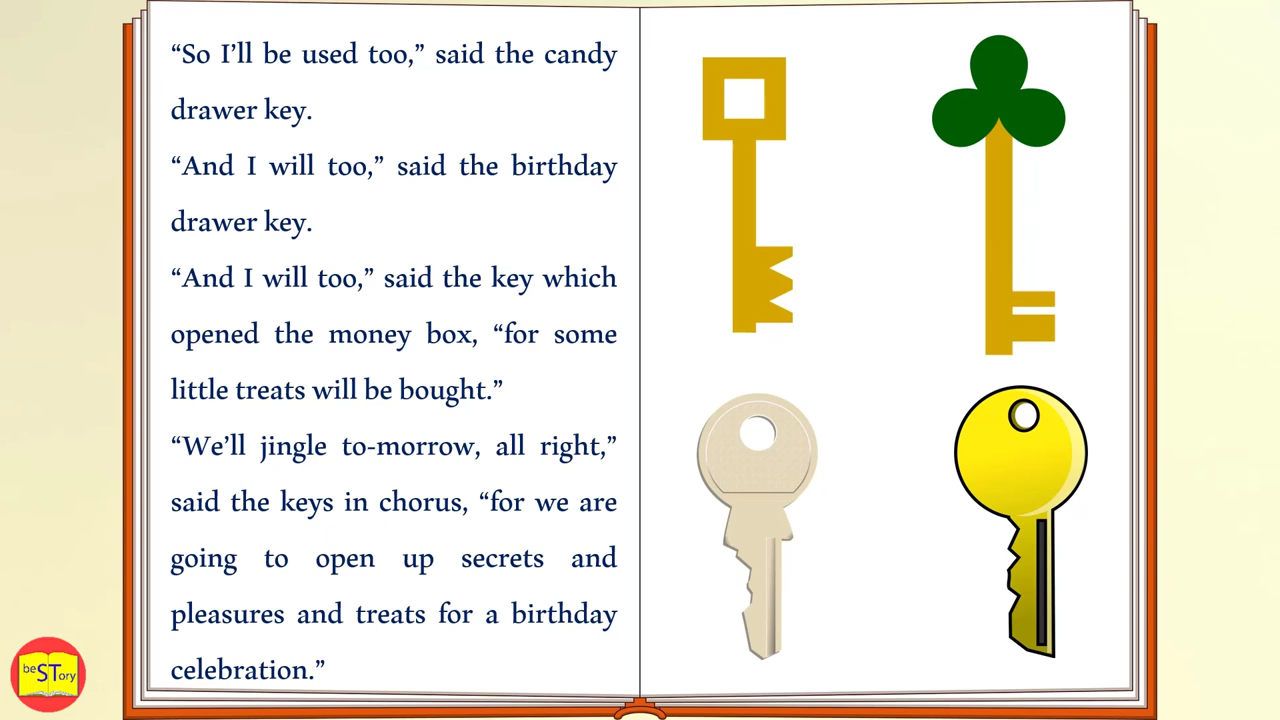 “So I’ll be used too,” said the candy
drawer key.
“And I will too,” said the birthday
drawer key.
“And I will too,” said the key which
opened the money box, “for some
little treats will be bought.”
“We’ll jingle to-morrow, all right,”
said the keys in chorus, “for we are
going to open up secrets and
pleasures and treats for a birthday
celebration.”
beSTory